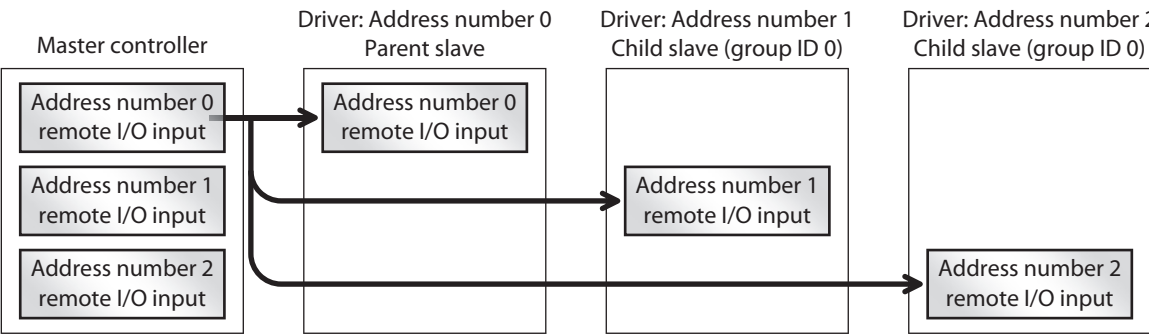 Master controller
Address number 0
remote I/O input
Address number 1
remote I/O input
Address number 2
remote I/O input
Driver: Address number 0
Parent slave
Address number 0
remote I/O input
Driver: Address number 1
Child slave (group ID 0)
Address number 1
remote I/O input
Driver: Address number 2
Child slave (group ID 0)
Address number 2
remote I/O input